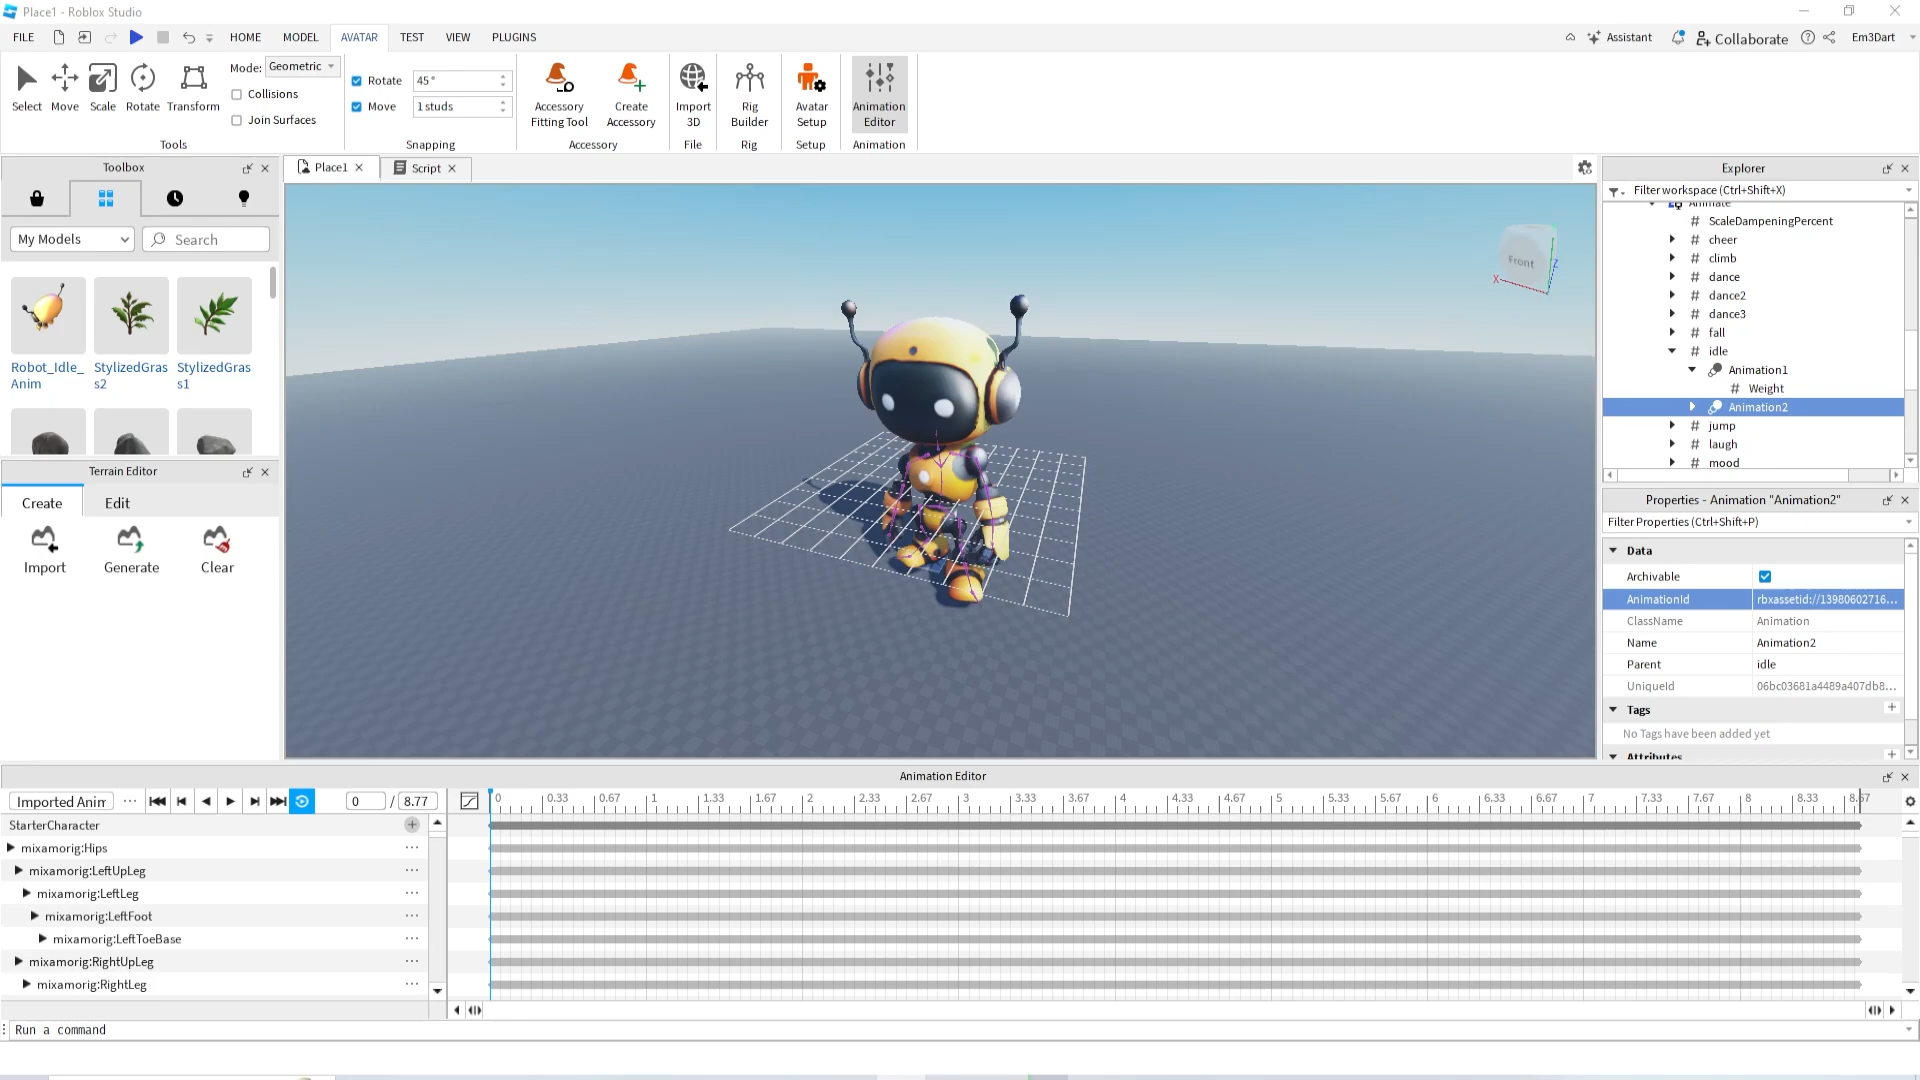 Place1 - Roblox Studio
FILE HOME MODEL AVATAR TEST VIEW PLUGINS Assistant Collaborate Em3Dart
Select Move Scale Rotate Transform
Mode: Geometric
Collisions
Join Surfaces
Tools
Rotate 45°
Move 1 studs
Snapping
Accessory Fitting Tool
Create Accessory
Accessory
Import 3D
File
Rig Builder
Rig
Avatar Setup
Setup
Animation Editor
Animation
Toolbox
My Models Search
Robot_Idle_
Anim
StylizedGras
s2
StylizedGras
s1
Terrain Editor
Create Edit
Import Generate Clear
Place1 Script
Front
X
Z
Explorer
Filter workspace (Ctrl+Shift+X)
Animate
ScaleDampeningPercent
cheer
climb
dance
dance2
dance3
fall
idle
Animation1
Weight
Animation2
jump
laugh
mood
Properties - Animation "Animation2"
Filter Properties (Ctrl+Shift+P)
Data
Archivable
AnimationId rbxassetid://13980602716...
ClassName Animation
Name Animation2
Parent idle
UniqueId 06bc03681a4489a407db8...
Tags
No Tags have been added yet
Attributes
Animation Editor
Imported Anim 0 / 8.77
0 0.33 0.67 1 1.33 1.67 2 2.33 2.67 3 3.33 3.67 4 4.33 4.67 5 5.33 5.67 6 6.33 6.67 7 7.33 7.67 8 8.33
StarterCharacter
mixamorig:Hips
mixamorig:LeftUpLeg
mixamorig:LeftLeg
mixamorig:LeftFoot
mixamorig:LeftToeBase
mixamorig:RightUpLeg
mixamorig:RightLeg
Run a command